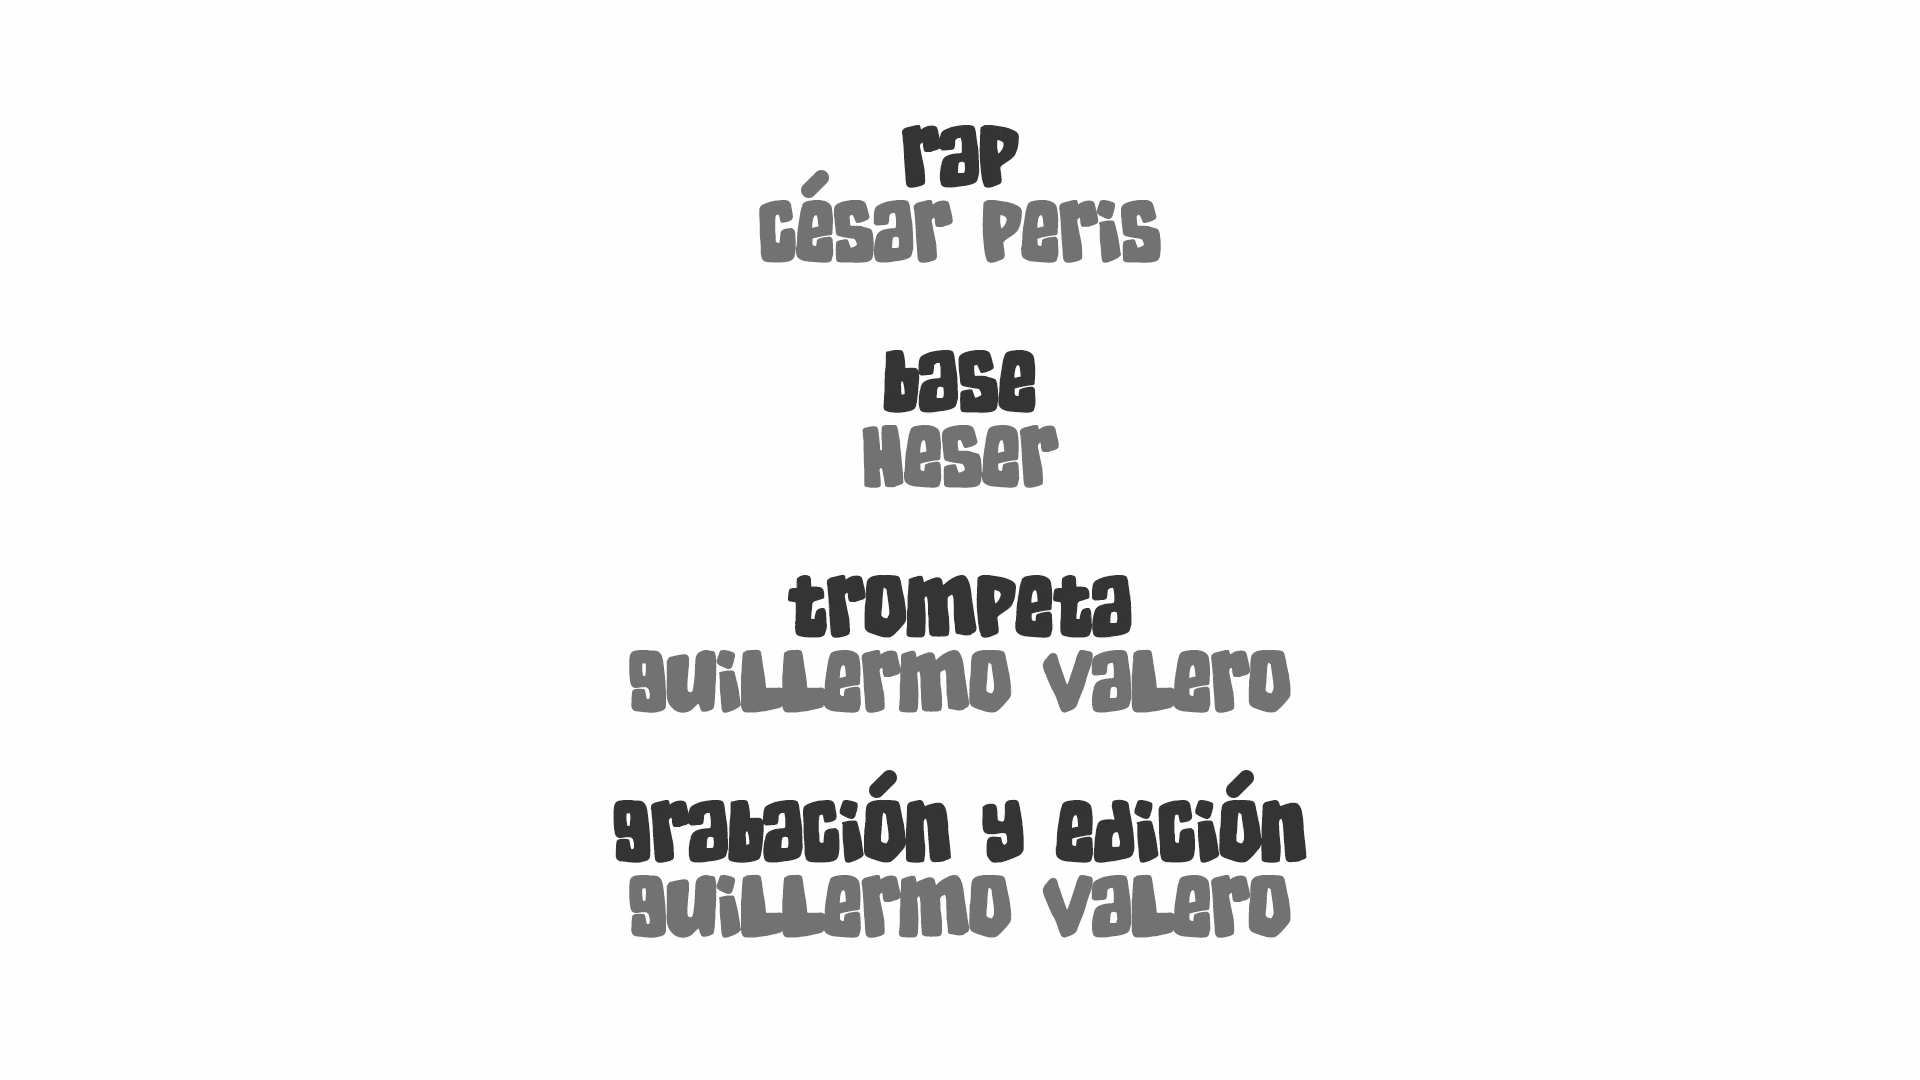 rap
César Peris
base
Heser
trompeta
guillermo valero
grabación y edición
guillermo valero